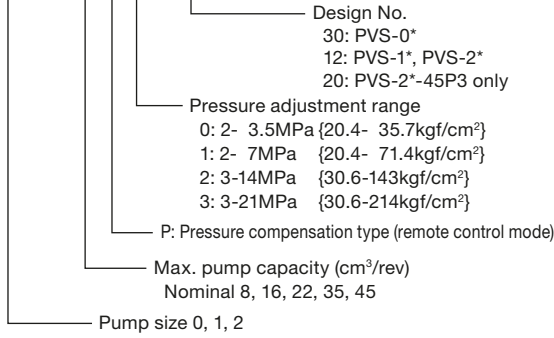 Design No.
30: PVS-0*
12: PVS-1*, PVS-2*
20: PVS-2*-45P3 only
Pressure adjustment range
0: 2- 3.5MPa {20.4- 35.7kgf/cm²}
1: 2- 7MPa {20.4- 71.4kgf/cm²}
2: 3-14MPa {30.6-143kgf/cm²}
3: 3-21MPa {30.6-214kgf/cm²}
P: Pressure compensation type (remote control mode)
Max. pump capacity (cm³/rev)
Nominal 8, 16, 22, 35, 45
Pump size 0, 1, 2